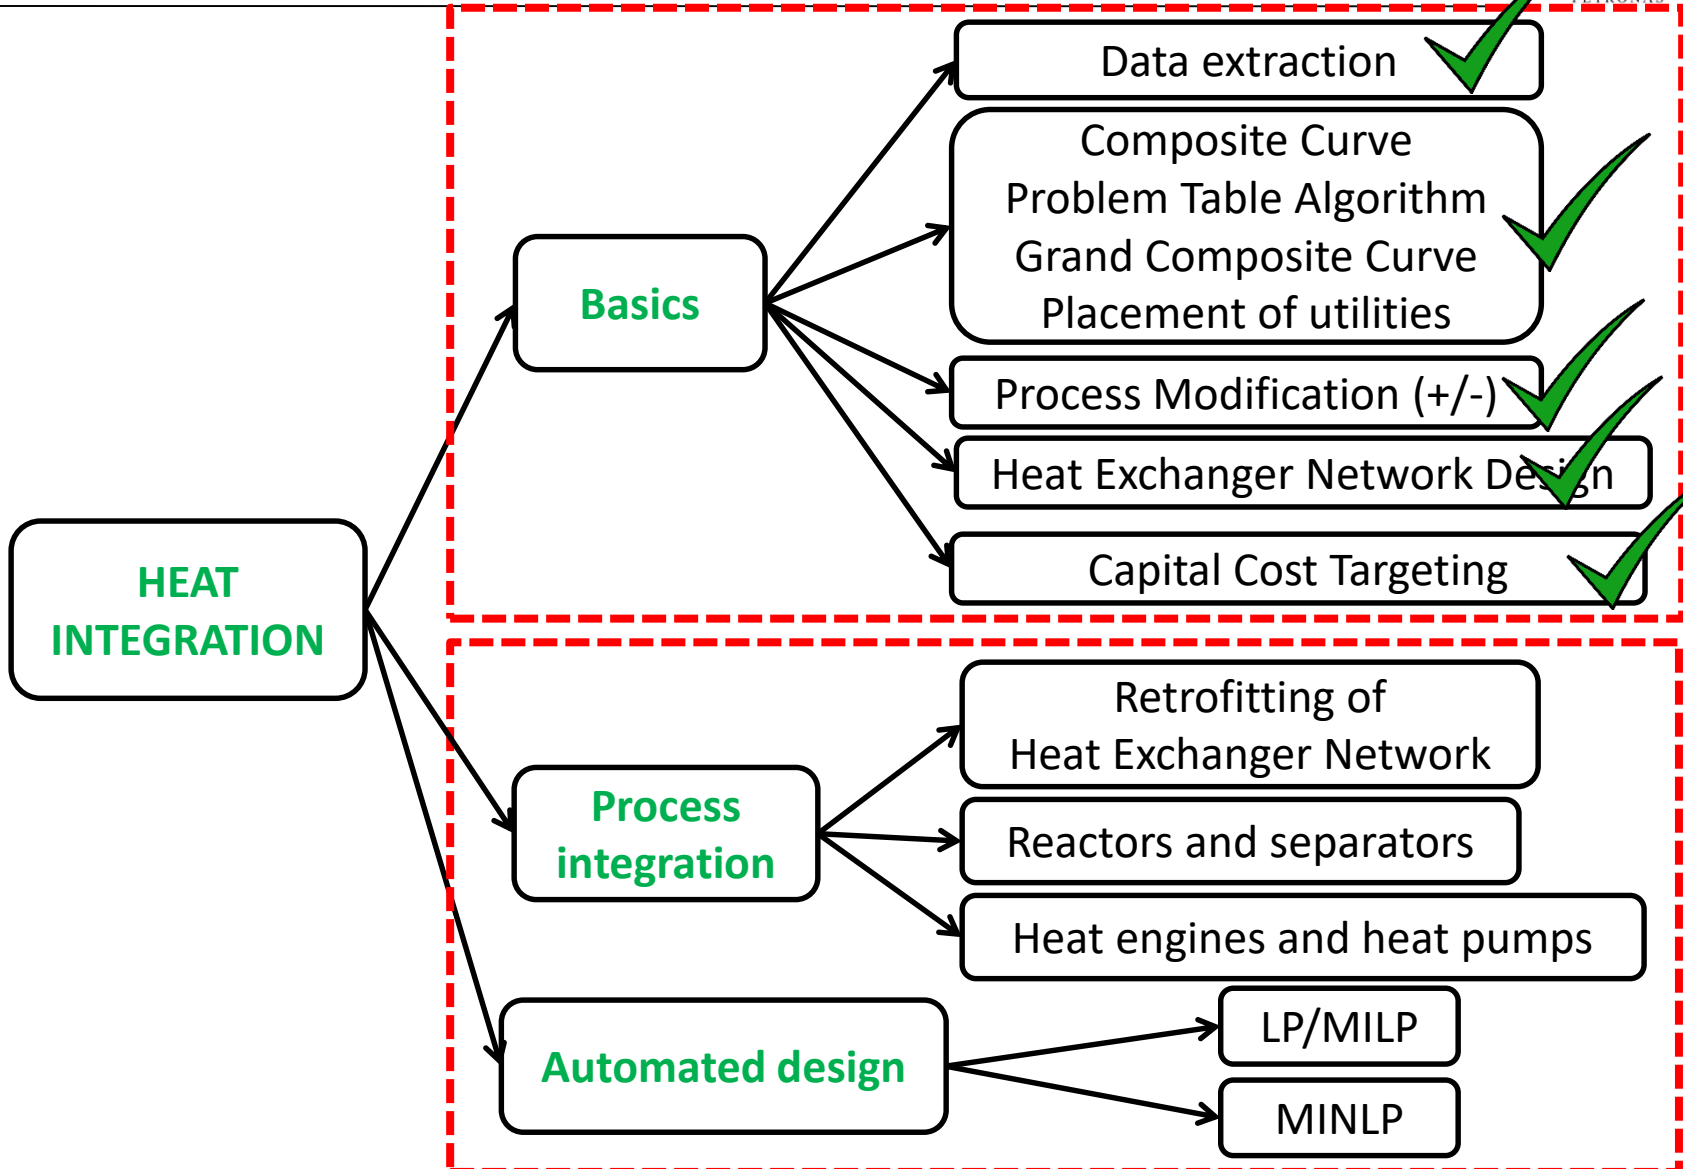 PETRONAS
Data extraction
Composite Curve
Problem Table Algorithm
Grand Composite Curve
Placement of utilities
Basics
Process Modification (+/-)
Heat Exchanger Network Design
Capital Cost Targeting
HEAT
INTEGRATION
Retrofitting of
Heat Exchanger Network
Process
integration
Reactors and separators
Heat engines and heat pumps
Automated design
LP/MILP
MINLP